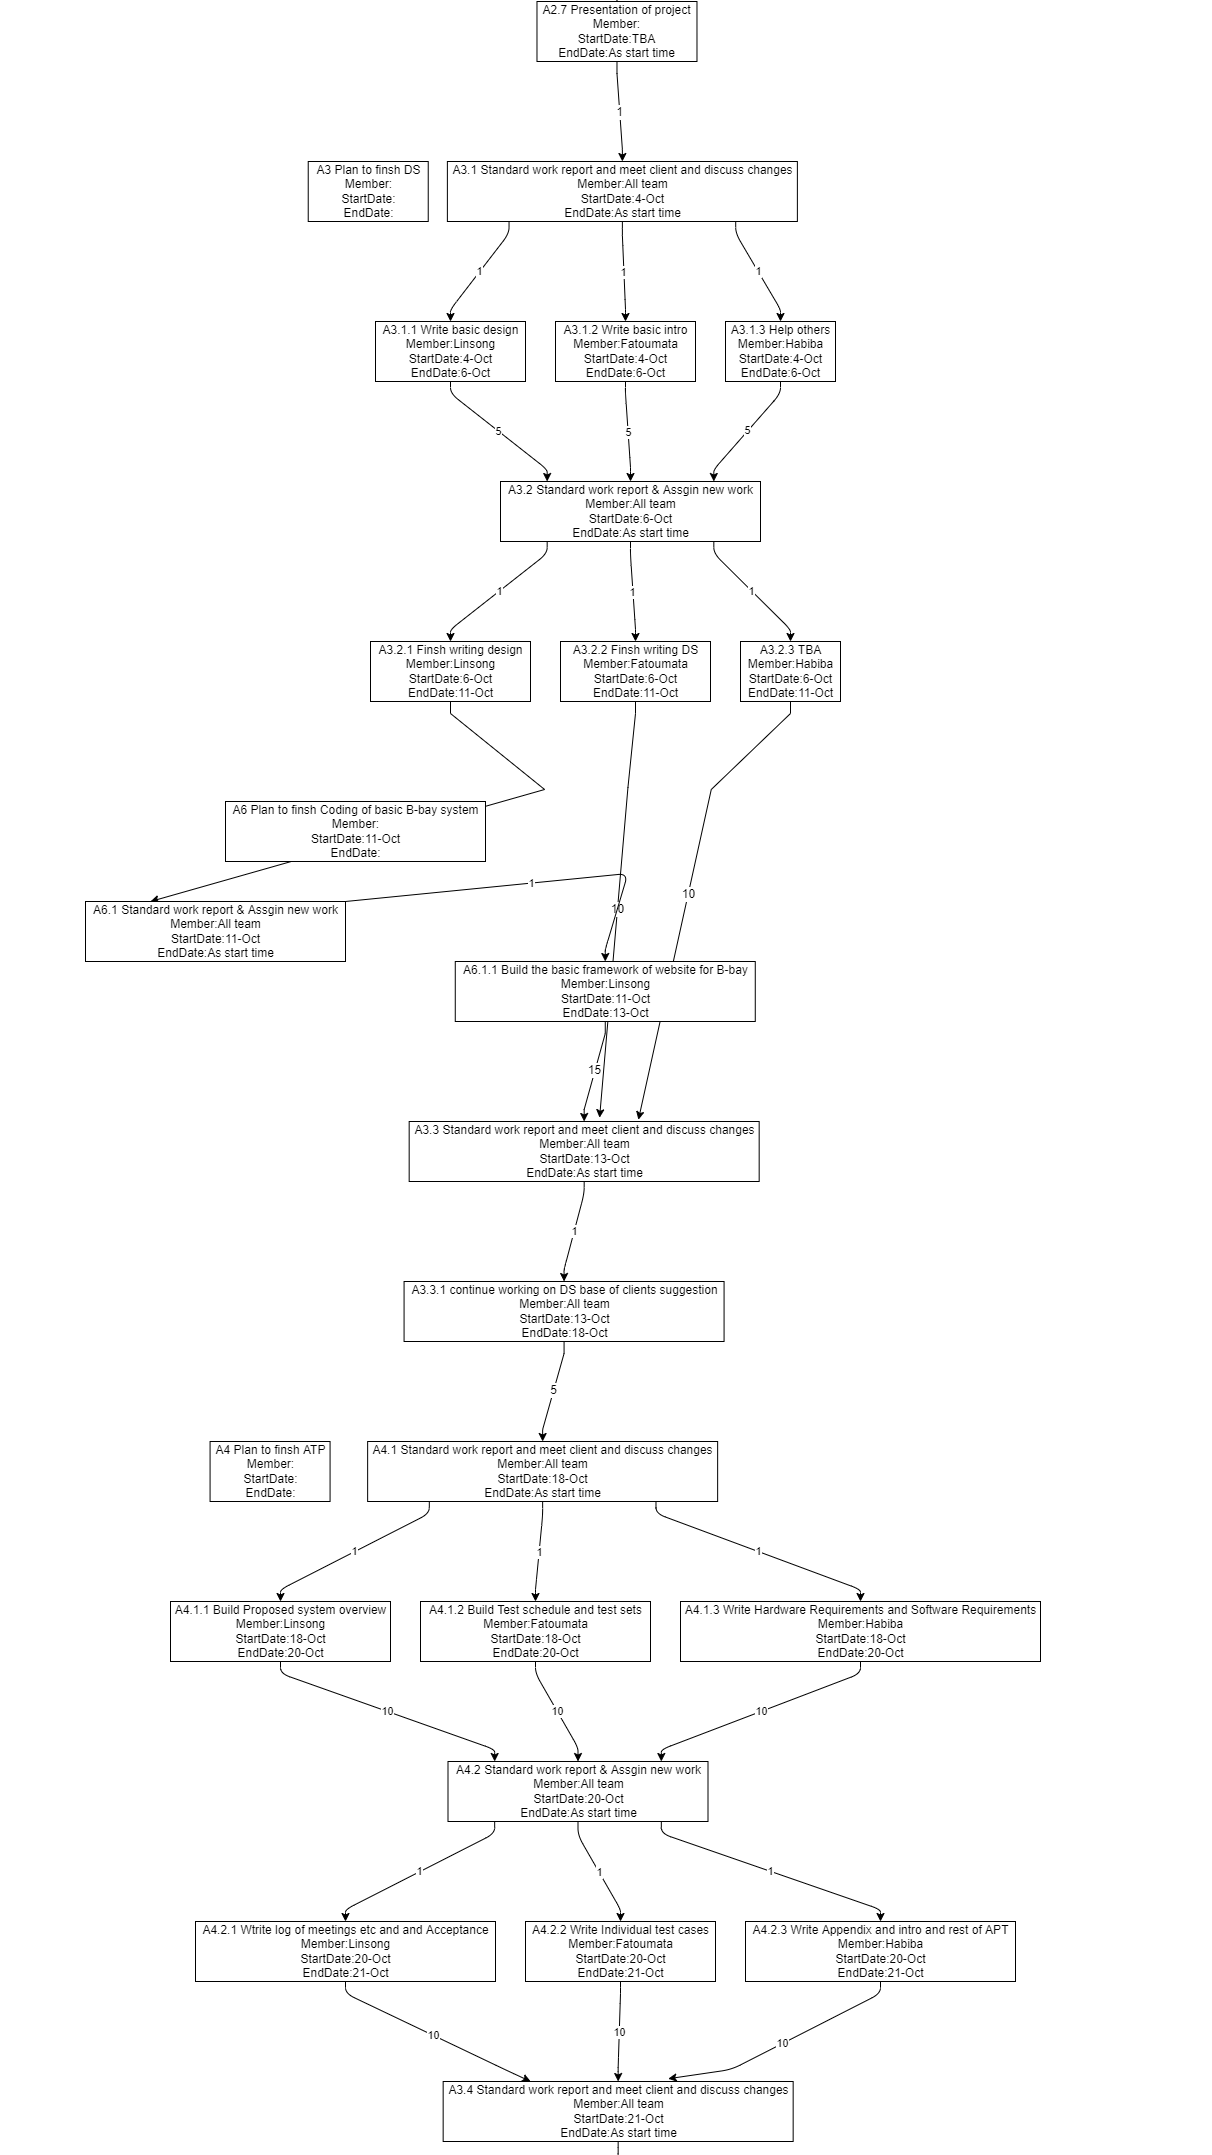 A2.7 Presentation of project
Member:
StartDate:TBA
EndDate:As start time
1
A3 Plan to finsh DS
Member:
StartDate:
EndDate:
A3.1 Standard work report and meet client and discuss changes
Member:All team
StartDate:4-Oct
EndDate:As start time
1
1
1
A3.1.1 Write basic design
Member:Linsong
StartDate:4-Oct
EndDate:6-Oct
A3.1.2 Write basic intro
Member:Fatoumata
StartDate:4-Oct
EndDate:6-Oct
A3.1.3 Help others
Member:Habiba
StartDate:4-Oct
EndDate:6-Oct
5
5
5
A3.2 Standard work report & Assgin new work
Member:All team
StartDate:6-Oct
EndDate:As start time
1
1
1
A3.2.1 Finsh writing design
Member:Linsong
StartDate:6-Oct
EndDate:11-Oct
A3.2.2 Finsh writing DS
Member:Fatoumata
StartDate:6-Oct
EndDate:11-Oct
A3.2.3 TBA
Member:Habiba
StartDate:6-Oct
EndDate:11-Oct
A6 Plan to finsh Coding of basic B-bay system
Member:
StartDate:11-Oct
EndDate:
1
10
10
A6.1 Standard work report & Assgin new work
Member:All team
StartDate:11-Oct
EndDate:As start time
A6.1.1 Build the basic framework of website for B-bay
Member:Linsong
StartDate:11-Oct
EndDate:13-Oct
15
A3.3 Standard work report and meet client and discuss changes
Member:All team
StartDate:13-Oct
EndDate:As start time
1
A3.3.1 continue working on DS base of clients suggestion
Member:All team
StartDate:13-Oct
EndDate:18-Oct
5
A4 Plan to finsh ATP
Member:
StartDate:
EndDate:
A4.1 Standard work report and meet client and discuss changes
Member:All team
StartDate:18-Oct
EndDate:As start time
1
1
1
A4.1.1 Build Proposed system overview
Member:Linsong
StartDate:18-Oct
EndDate:20-Oct
A4.1.2 Build Test schedule and test sets
Member:Fatoumata
StartDate:18-Oct
EndDate:20-Oct
A4.1.3 Write Hardware Requirements and Software Requirements
Member:Habiba
StartDate:18-Oct
EndDate:20-Oct
10
10
10
A4.2 Standard work report & Assgin new work
Member:All team
StartDate:20-Oct
EndDate:As start time
1
1
1
A4.2.1 Wtrite log of meetings etc and and Acceptance
Member:Linsong
StartDate:20-Oct
EndDate:21-Oct
A4.2.2 Write Individual test cases
Member:Fatoumata
StartDate:20-Oct
EndDate:21-Oct
A4.2.3 Write Appendix and intro and rest of APT
Member:Habiba
StartDate:20-Oct
EndDate:21-Oct
10
10
10
A3.4 Standard work report and meet client and discuss changes
Member:All team
StartDate:21-Oct
EndDate:As start time